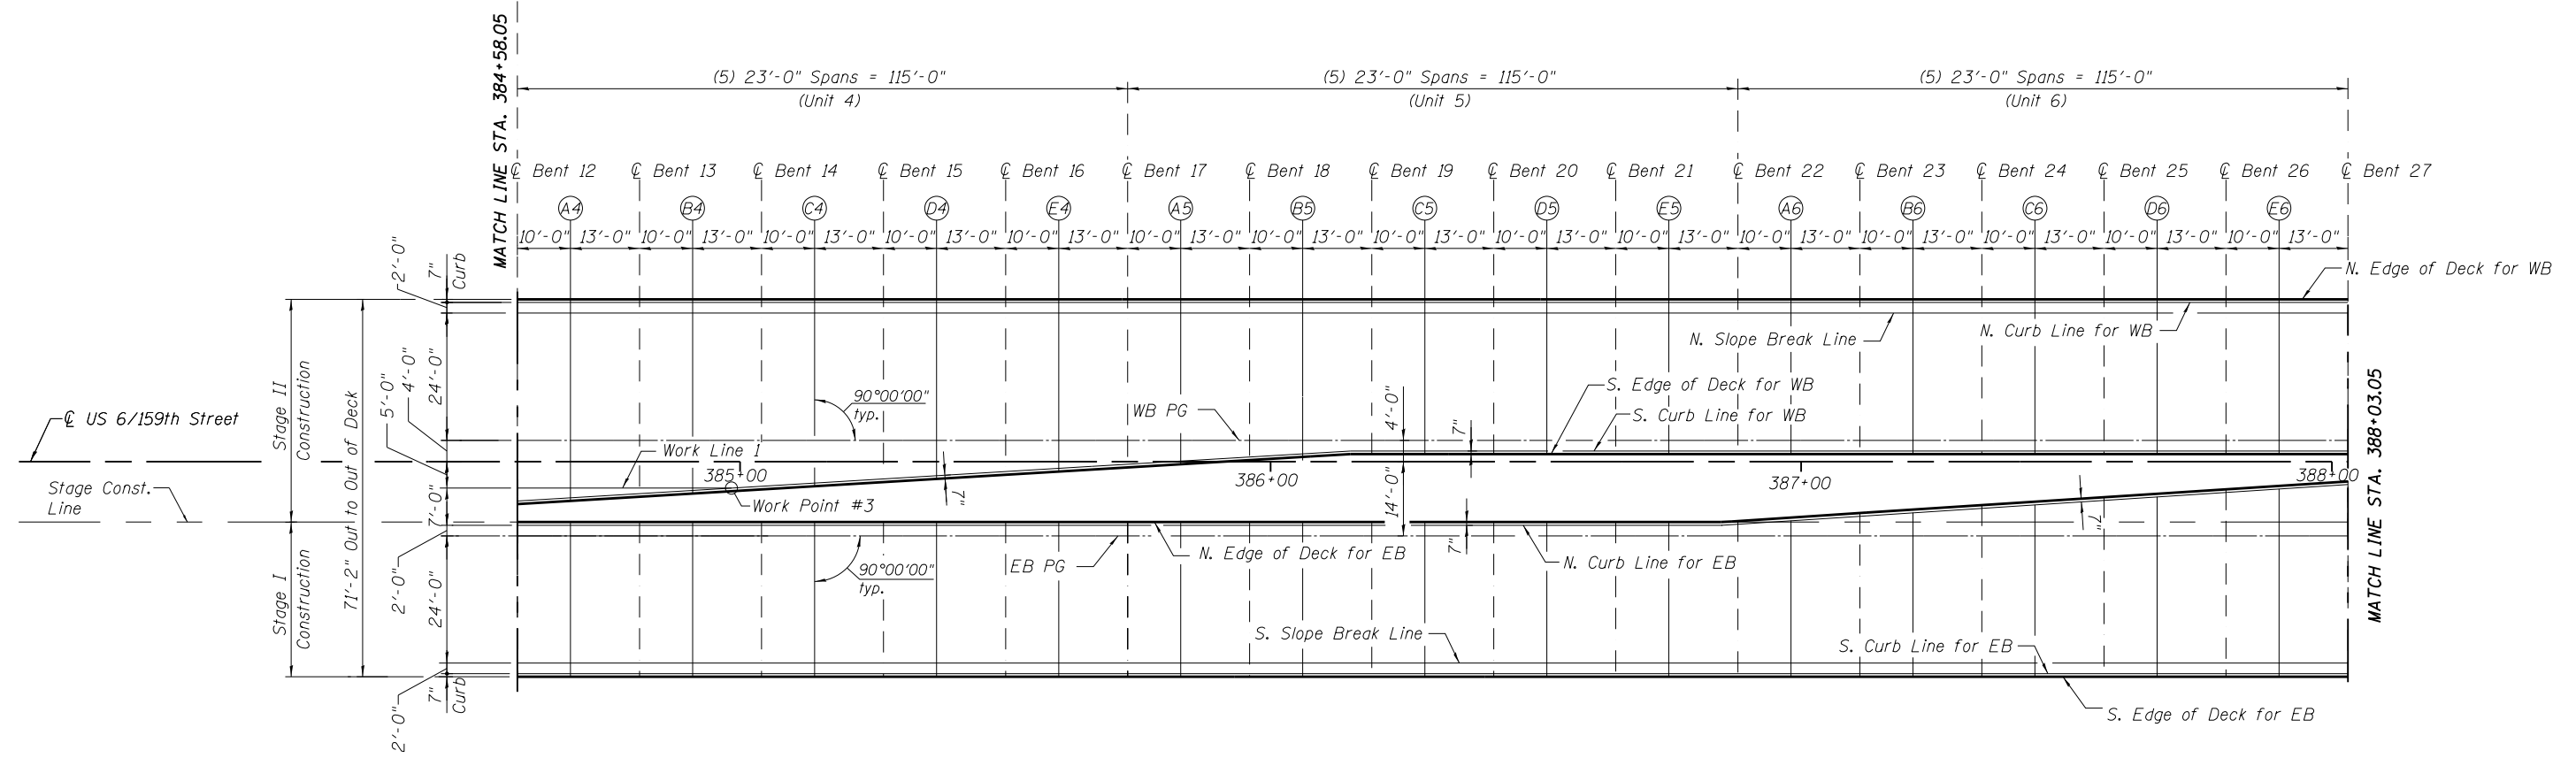 MATCH LINE STA. 384+58.05
(5) 23'-0" Spans = 115'-0"
(Unit 4)
(5) 23'-0" Spans = 115'-0"
(Unit 5)
(5) 23'-0" Spans = 115'-0"
(Unit 6)
℄ Bent 12
℄ Bent 13
℄ Bent 14
℄ Bent 15
℄ Bent 16
℄ Bent 17
℄ Bent 18
℄ Bent 19
℄ Bent 20
℄ Bent 21
℄ Bent 22
℄ Bent 23
℄ Bent 24
℄ Bent 25
℄ Bent 26
℄ Bent 27
A4 B4 C4 D4 E4 A5 B5 C5 D5 E5 A6 B6 C6 D6 E6
10'-0" 13'-0" 10'-0" 13'-0" 10'-0" 13'-0" 10'-0" 13'-0" 10'-0" 13'-0" 10'-0" 13'-0" 10'-0" 13'-0" 10'-0" 13'-0" 10'-0" 13'-0" 10'-0" 13'-0" 10'-0" 13'-0" 10'-0" 13'-0" 10'-0" 13'-0" 10'-0" 13'-0" 10'-0" 13'-0"
2'-0"
7"
Curb
N. Edge of Deck for WB
N. Curb Line for WB
N. Slope Break Line
24'-0"
4'-0"
5'-0"
Stage II
Construction
71'-2" Out to Out of Deck
90°00'00"
typ.
WB PG
4'-0"
7"
S. Edge of Deck for WB
S. Curb Line for WB
℄ US 6/159th Street
Work Line 1
385+00
Work Point #3
7"
386+00
387+00
388+00
14'-0"
7"
7"
Stage Const.
Line
7'-0"
2'-0"
24'-0"
Stage I
Construction
90°00'00"
typ.
EB PG
N. Edge of Deck for EB
N. Curb Line for EB
S. Slope Break Line
S. Curb Line for EB
S. Edge of Deck for EB
7"
Curb
2'-0"
MATCH LINE STA. 388+03.05